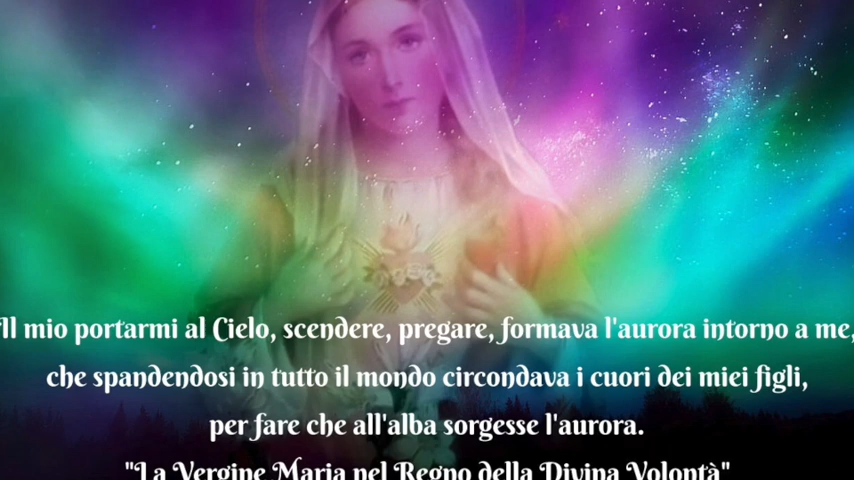 Il mio portarmi al Cielo, scendere, pregare, formava l'aurora intorno a me,
che spandendosi in tutto il mondo circondava i cuori dei miei figli,
per fare che all'alba sorgesse l'aurora.
"La Vergine Maria nel Regno della Divina Volontà"